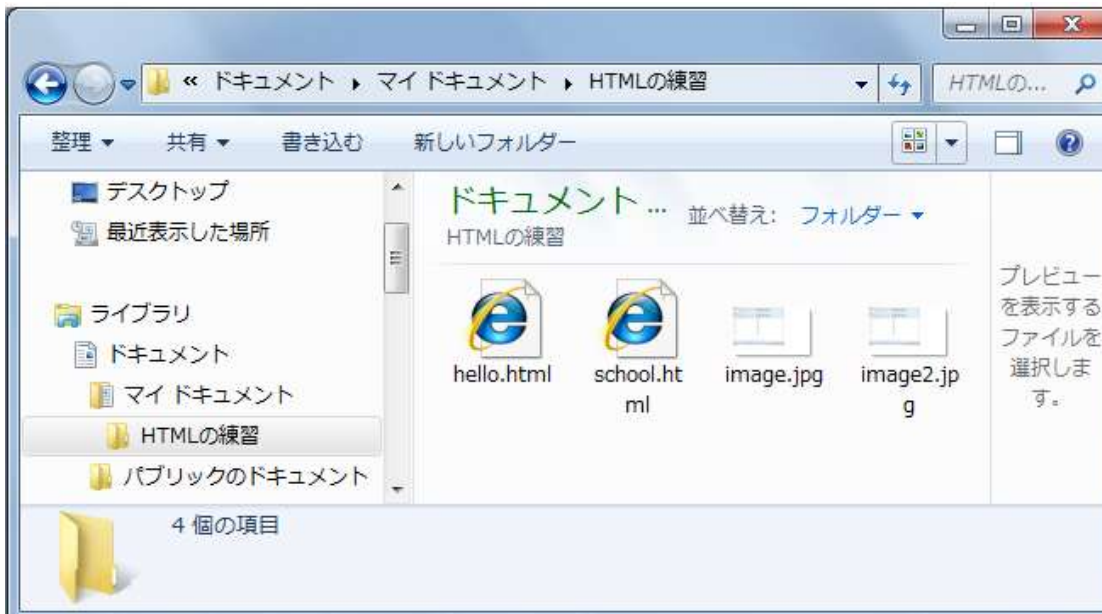 « ドキュメント ▸ マイ ドキュメント ▸ HTMLの練習
HTMLの...
整理 ▼ 共有 ▼ 書き込む 新しいフォルダー
デスクトップ
最近表示した場所
ライブラリ
ドキュメント
マイ ドキュメント
HTMLの練習
パブリックのドキュメント
ドキュメント ...
HTMLの練習
並べ替え: フォルダー ▼
hello.html
school.ht
ml
image.jpg
image2.jp
g
プレビュー
を表示する
ファイルを
選択しま
す。
4 個の項目